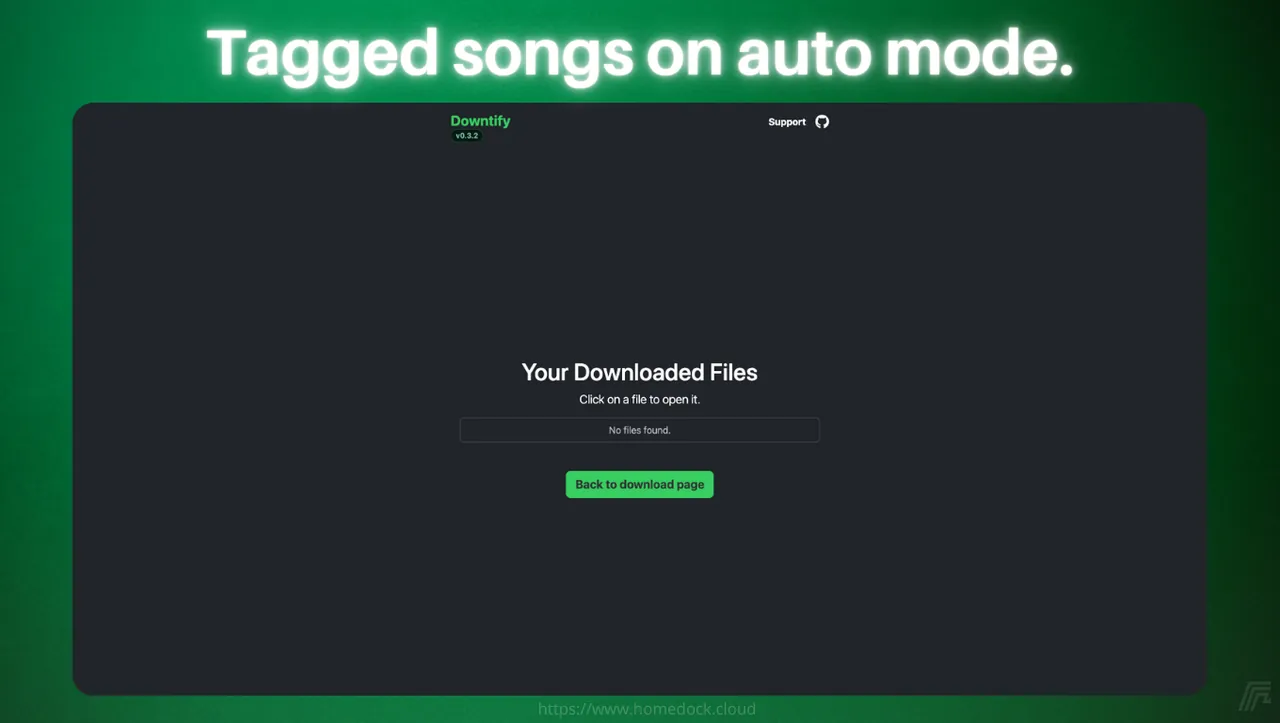 Tagged songs on auto mode.
Downtify
v0.3.2
Support
Your Downloaded Files
Click on a file to open it.
No files found.
Back to download page
https://www.homedock.cloud